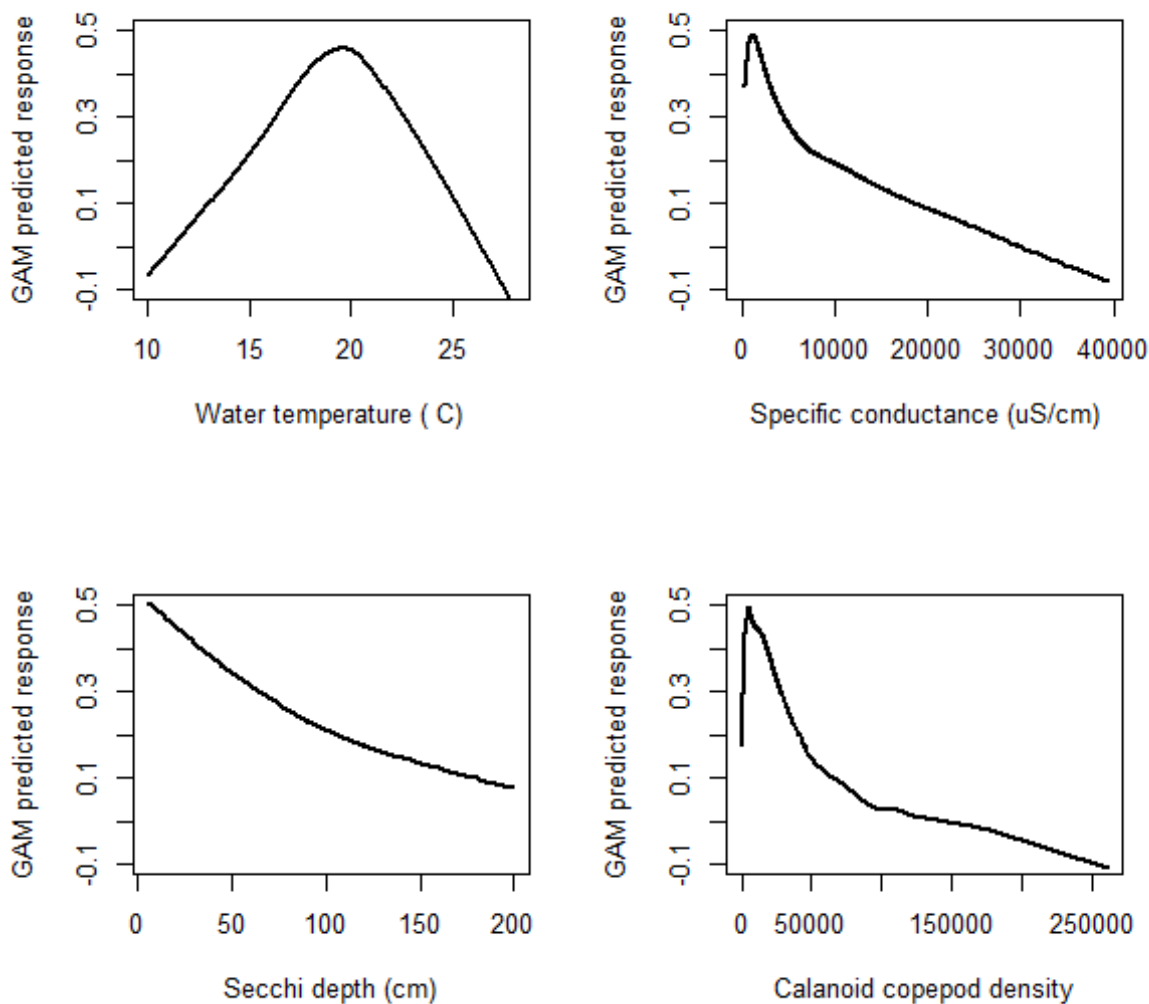 GAM predicted response
0.5
0.3
0.1
-0.1
10 15 20 25
Water temperature ( C)
GAM predicted response
0.5
0.3
0.1
-0.1
0 10000 20000 30000 40000
Specific conductance (uS/cm)
GAM predicted response
0.5
0.3
0.1
-0.1
0 50 100 150 200
Secchi depth (cm)
GAM predicted response
0.5
0.3
0.1
-0.1
0 50000 150000 250000
Calanoid copepod density